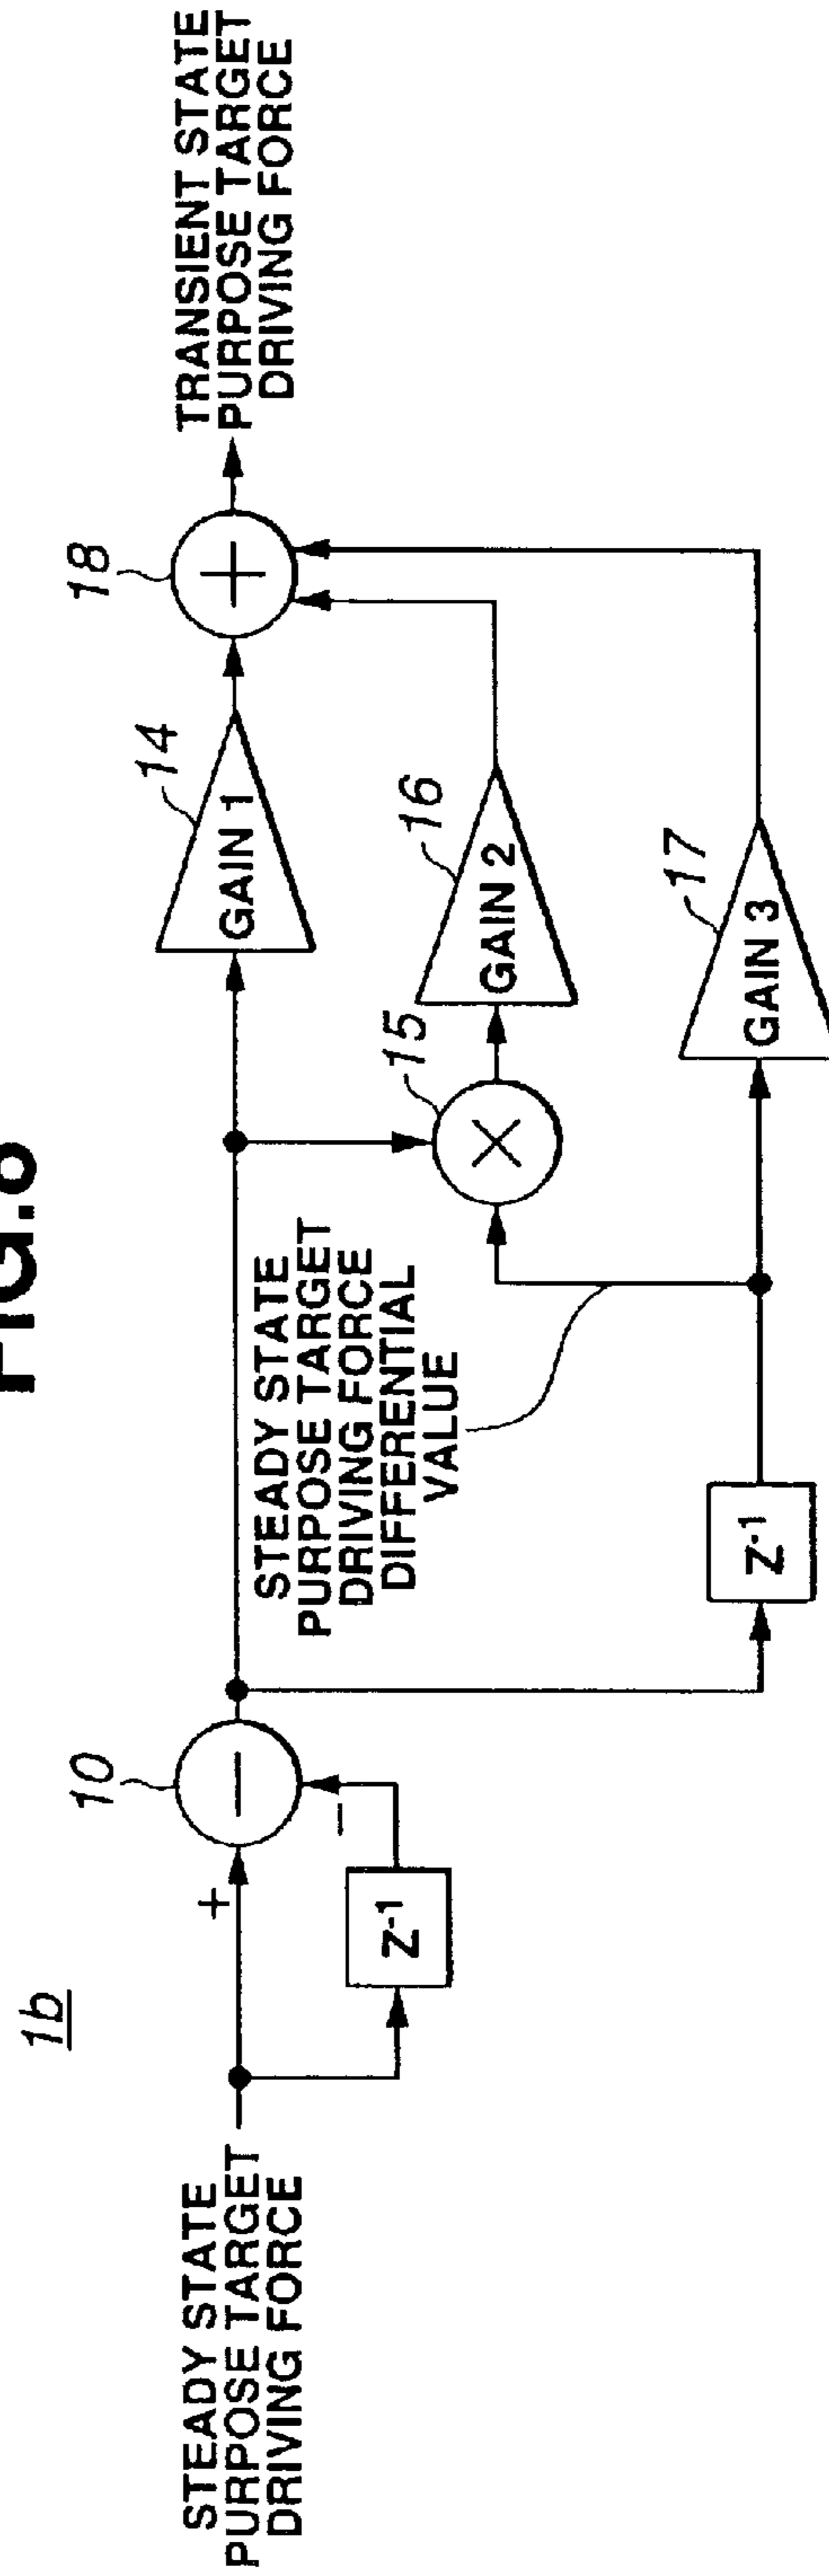 FIG.
1b
STEADY STATE
PURPOSE TARGET
DRIVING FORCE
+
Z-1
−
10
−
STEADY STATE
PURPOSE TARGET
DRIVING FORCE
DIFFERENTIAL
VALUE
Z-1
×
15
GAIN 1
14
GAIN 2
16
GAIN 3
17
+
18
TRANSIENT STATE
PURPOSE TARGET
DRIVING FORCE